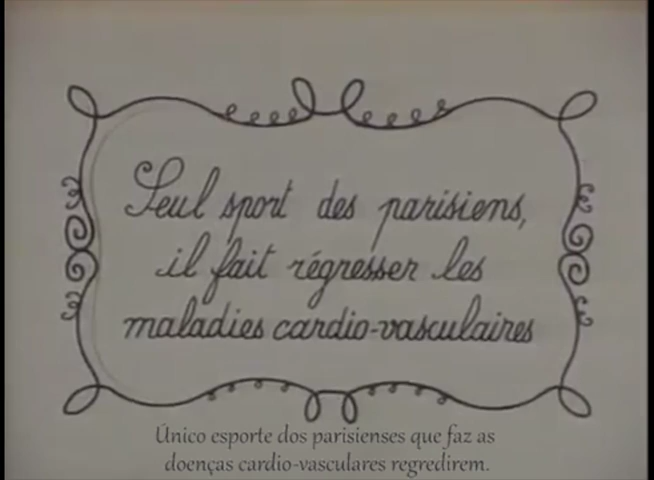 Seul sport des parisiens,
il fait régresser les
maladies cardio-vasculaires
Único esporte dos parisienses que faz as
doenças cardio-vasculares regredirem.